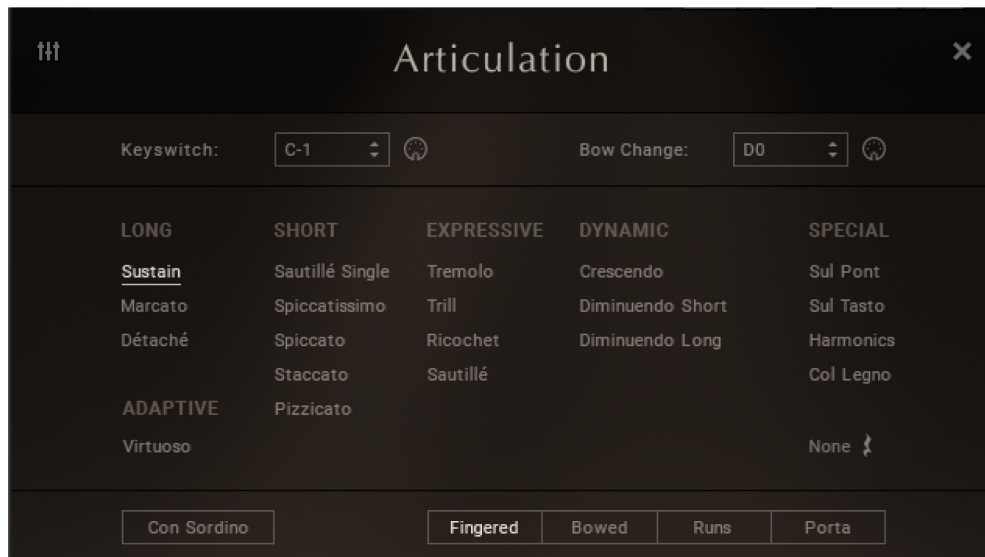 Articulation
Keyswitch: C-1 Bow Change: D0
LONG SHORT EXPRESSIVE DYNAMIC SPECIAL
Sustain Sautillé Single Tremolo Crescendo Sul Pont
Marcato Spiccatissimo Trill Diminuendo Short Sul Tasto
Détaché Spiccato Ricochet Diminuendo Long Harmonics
Staccato Sautillé Col Legno
ADAPTIVE Pizzicato
Virtuoso None
Con Sordino Fingered Bowed Runs Porta